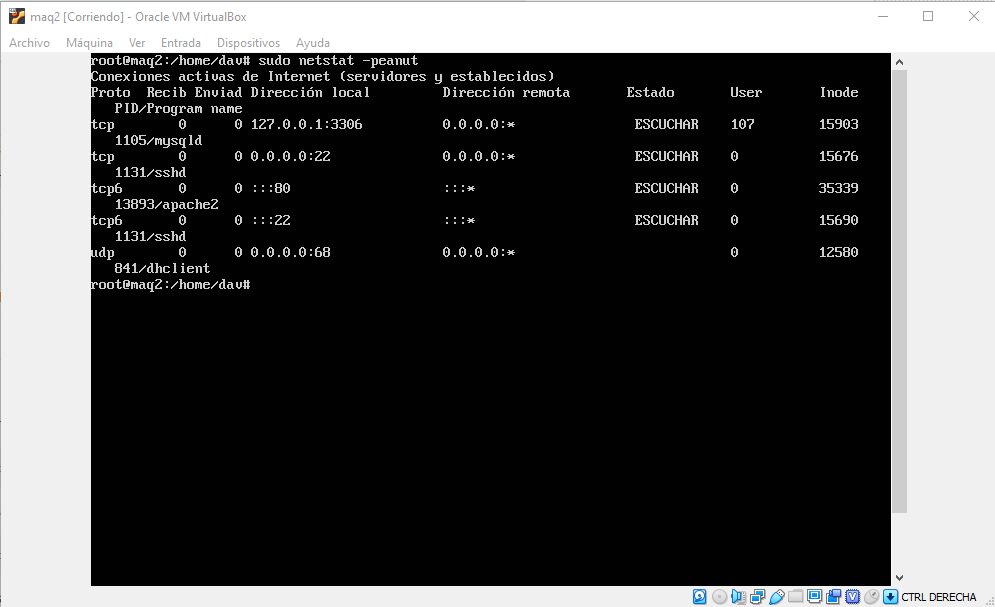 maq2 [Corriendo] - Oracle VM VirtualBox
Archivo Máquina Ver Entrada Dispositivos Ayuda
root@maq2:/home/dav# sudo netstat -peanut
Conexiones activas de Internet (servidores y establecidos)
Proto Recib Enviad Dirección local Dirección remota Estado User Inode
PID/Program name
tcp 0 0 127.0.0.1:3306 0.0.0.0:* ESCUCHAR 107 15903
1105/mysqld
tcp 0 0 0.0.0.0:22 0.0.0.0:* ESCUCHAR 0 15676
1131/sshd
tcp6 0 0 :::80 :::* ESCUCHAR 0 35339
13893/apache2
tcp6 0 0 :::22 :::* ESCUCHAR 0 15690
1131/sshd
udp 0 0 0.0.0.0:68 0.0.0.0:* 0 12580
841/dhclient
root@maq2:/home/dav#
CTRL DERECHA